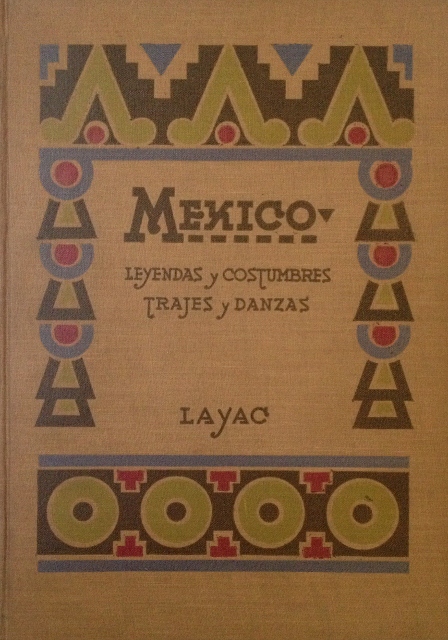 MEXICO
LEYENDAS y COSTUMBRES
TRAJES y DANZAS
LAYAC